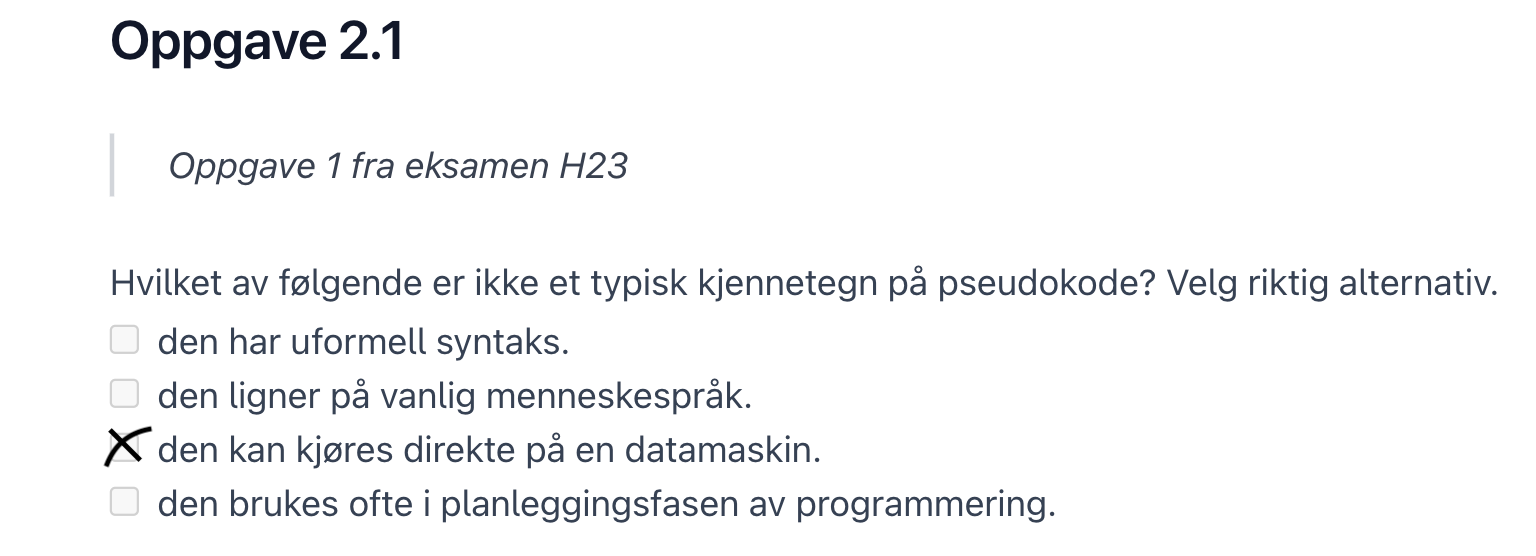 Oppgave 2.1
Oppgave 1 fra eksamen H23
Hvilket av følgende er ikke et typisk kjennetegn på pseudokode? Velg riktig alternativ.
den har uformell syntaks.
den ligner på vanlig menneskespråk.
den kan kjøres direkte på en datamaskin.
den brukes ofte i planleggingsfasen av programmering.